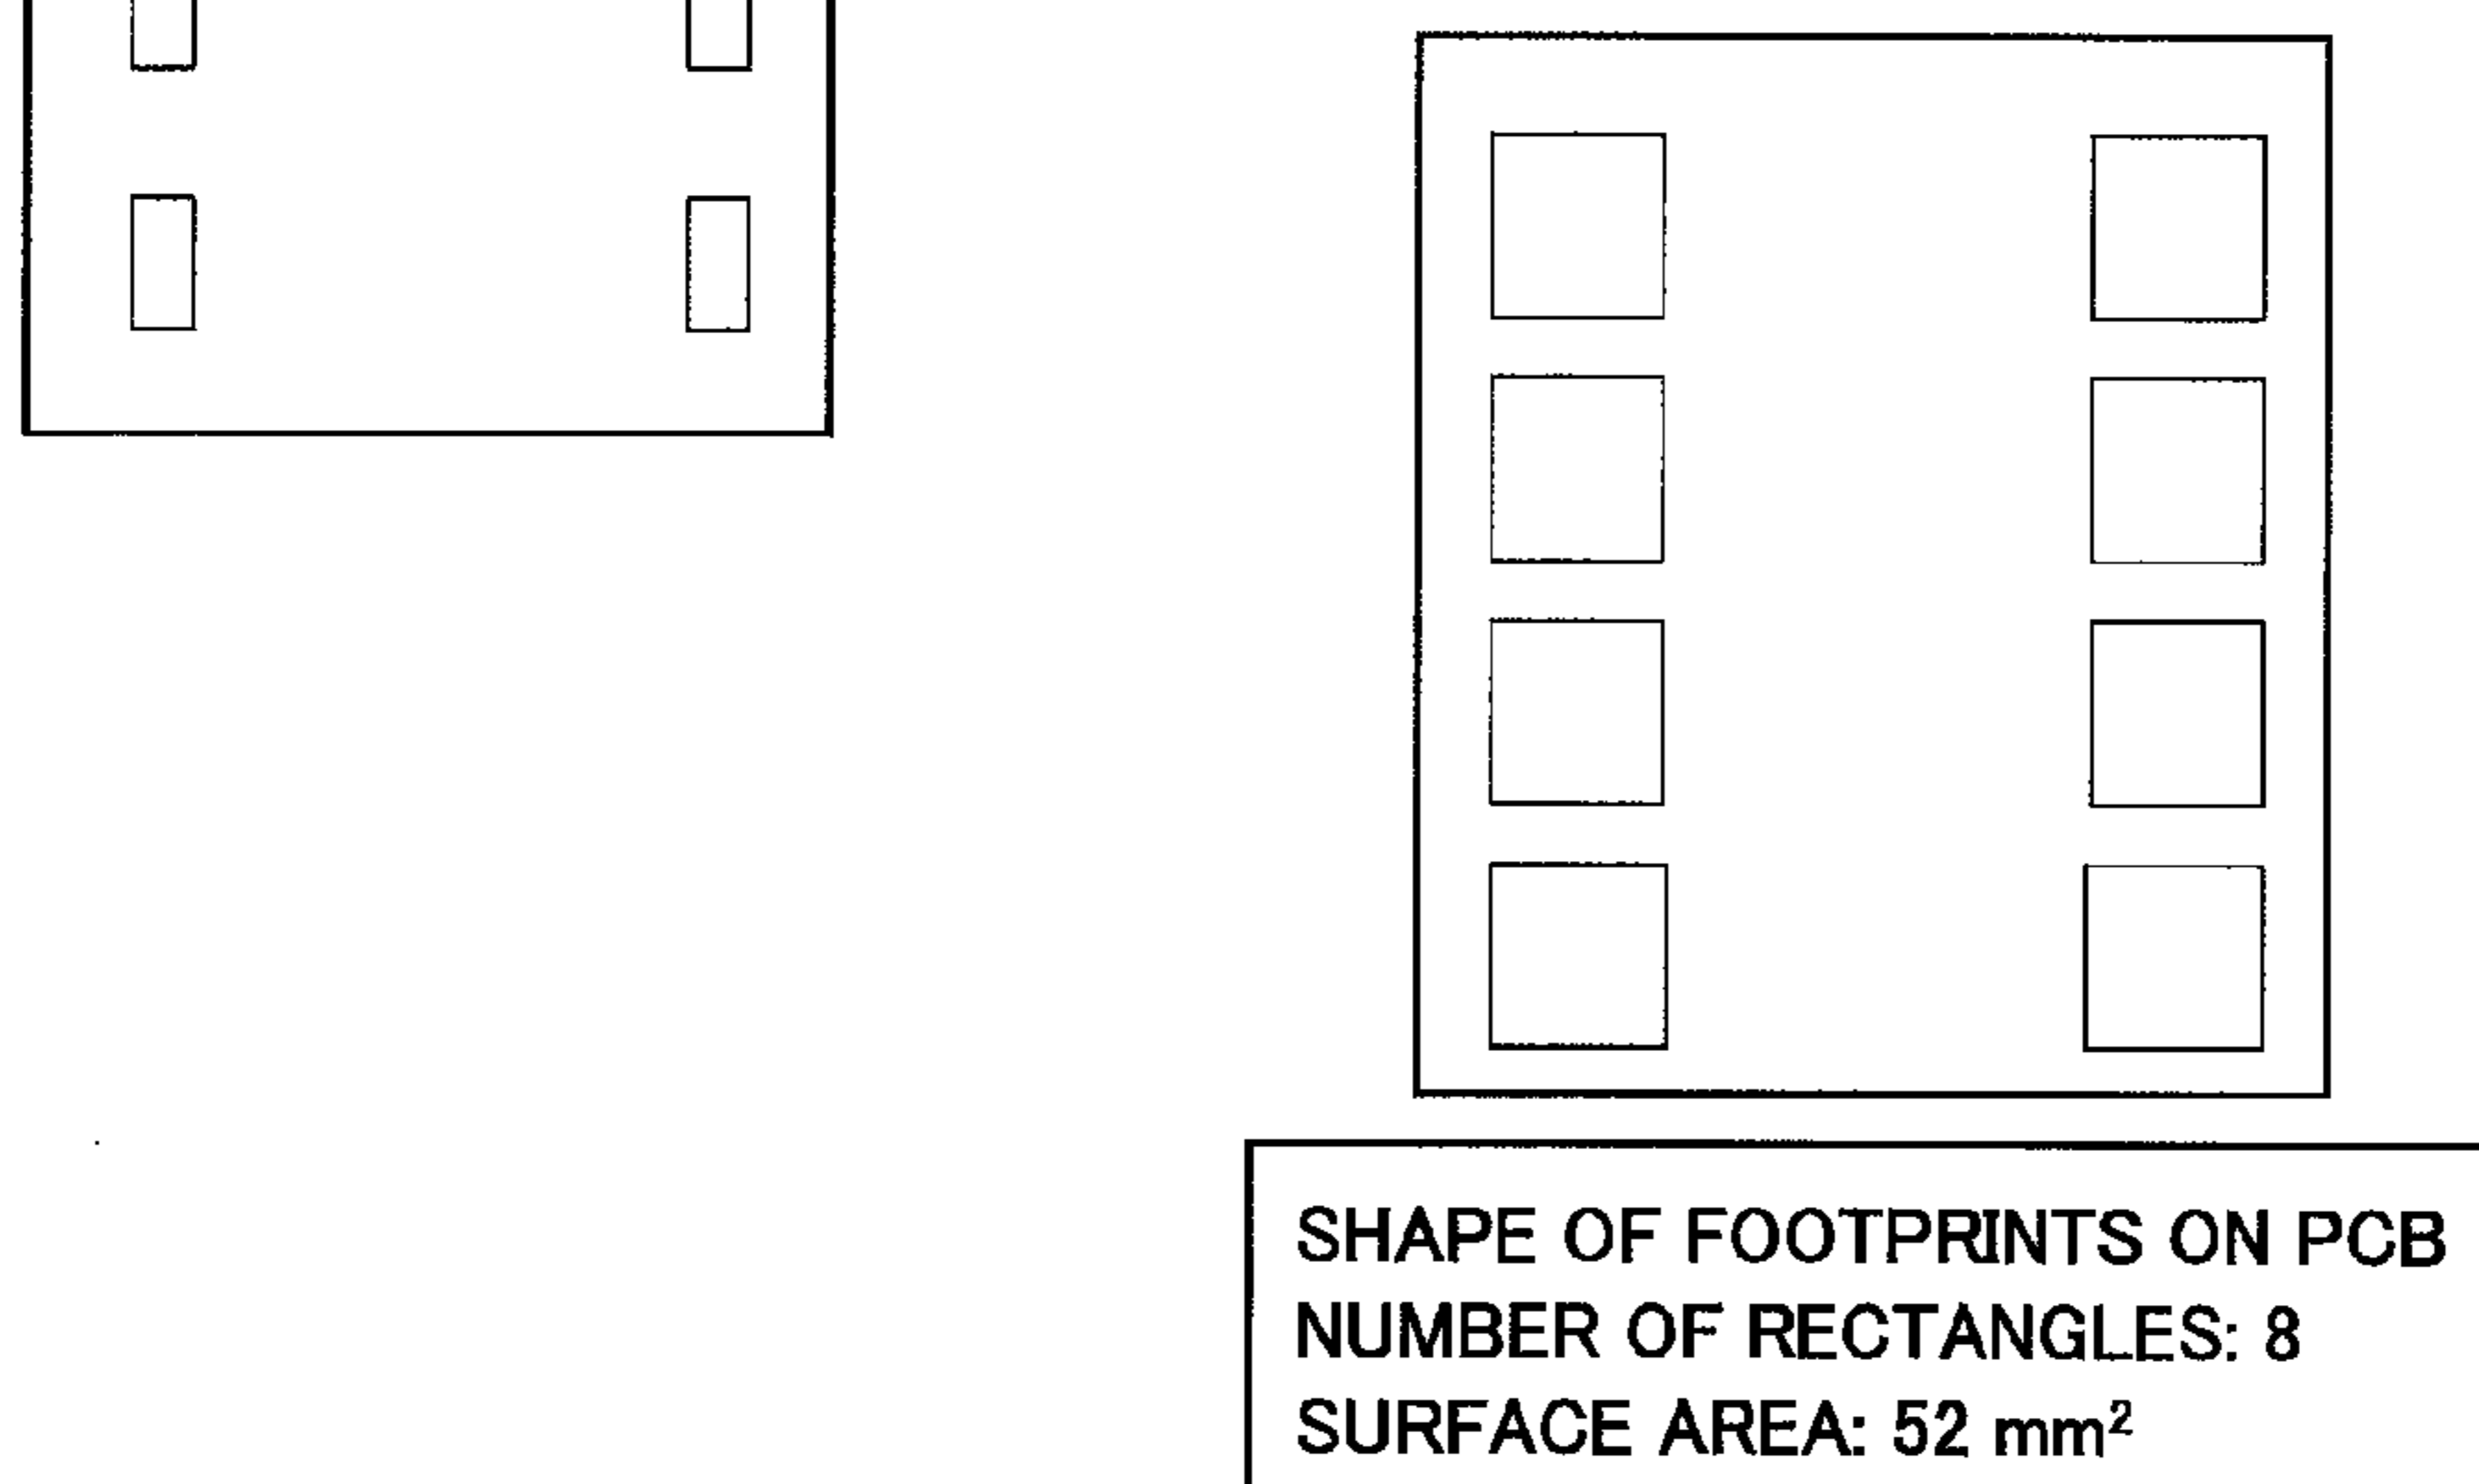 SHAPE OF FOOTPRINTS ON PCB
NUMBER OF RECTANGLES: 8
SURFACE AREA: 52 mm²